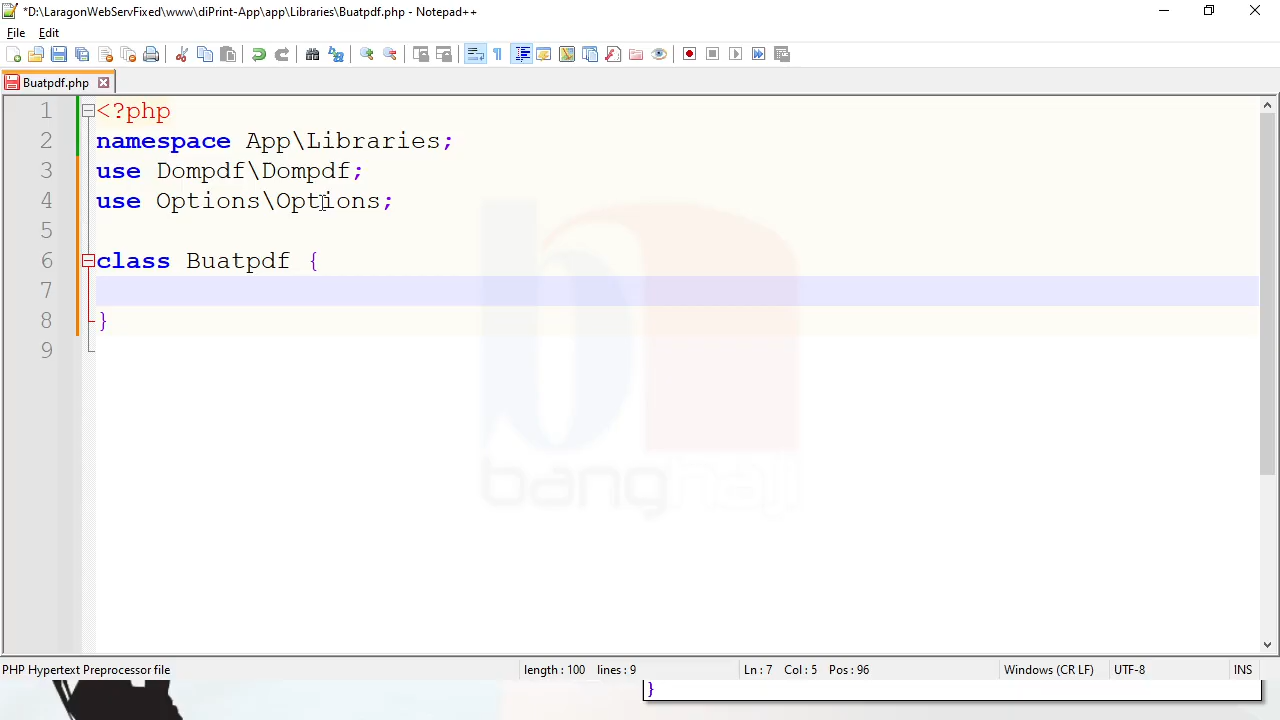 *D:\LaragonWebServFixed\www\diPrint-App\app\Libraries\Buatpdf.php - Notepad++
File Edit
Buatpdf.php
1 <?php
2 namespace App\Libraries;
3 use Dompdf\Dompdf;
4 use Options\Options;
5
6 class Buatpdf {
7
8 }
9
banghaji
PHP Hypertext Preprocessor file length : 100 lines : 9 Ln : 7 Col : 5 Pos : 96 Windows (CR LF) UTF-8 INS
}